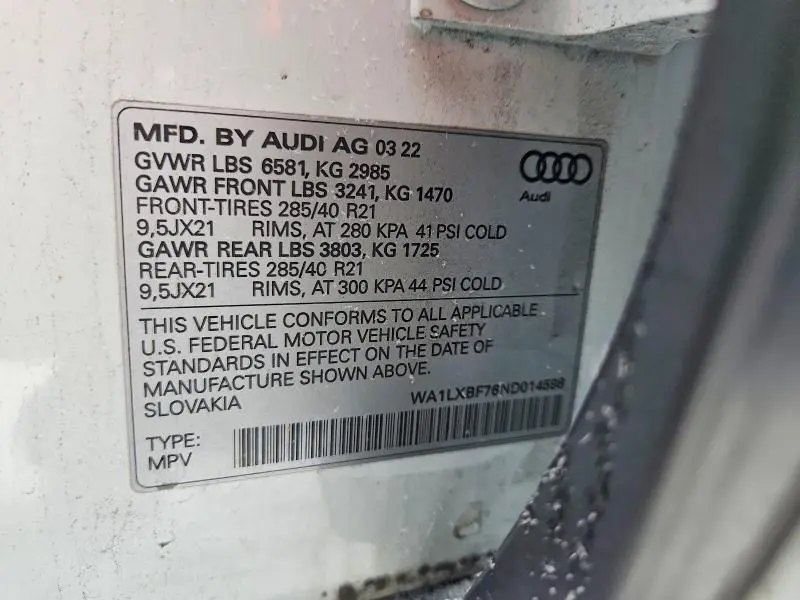 MFD. BY AUDI AG 03 22
GVWR LBS 6581, KG 2985
GAWR FRONT LBS 3241, KG 1470
FRONT-TIRES 285/40 R21
9,5JX21 RIMS, AT 280 KPA 41 PSI COLD
GAWR REAR LBS 3803, KG 1725
REAR-TIRES 285/40 R21
9,5JX21 RIMS, AT 300 KPA 44 PSI COLD
Audi
THIS VEHICLE CONFORMS TO ALL APPLICABLE
U.S. FEDERAL MOTOR VEHICLE SAFETY
STANDARDS IN EFFECT ON THE DATE OF
MANUFACTURE SHOWN ABOVE.
SLOVAKIA
TYPE:
MPV